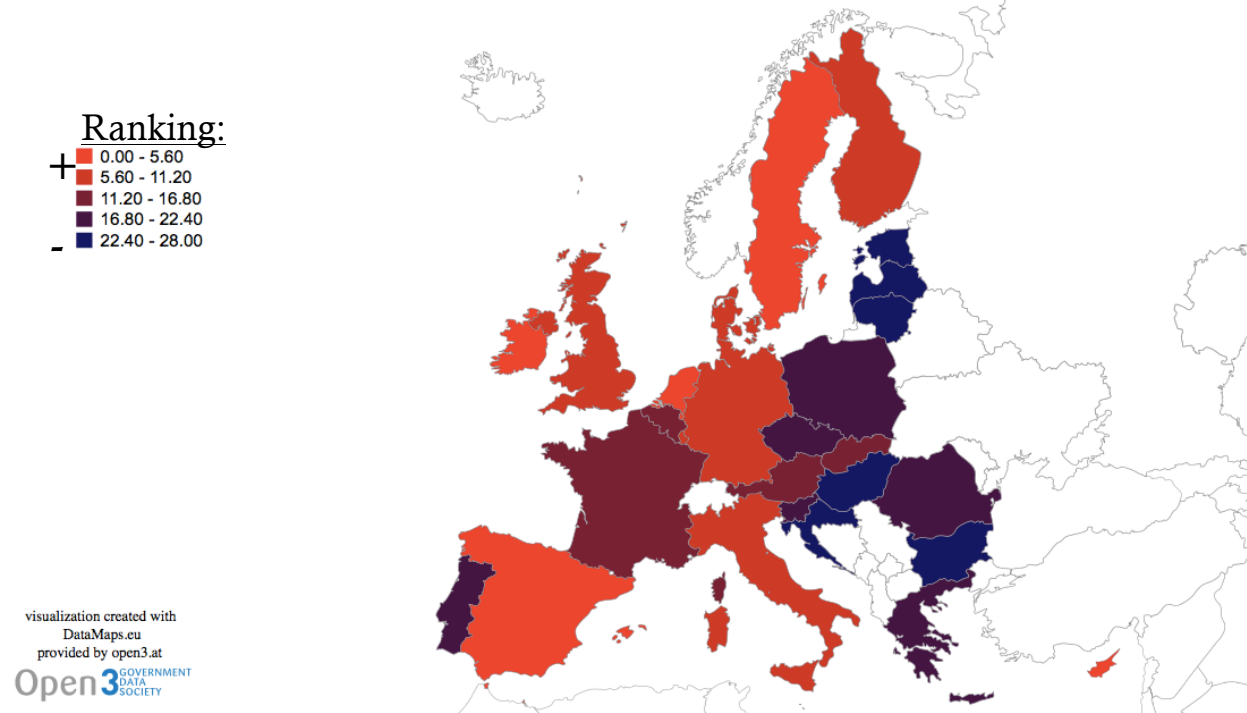 Ranking:
+
0.00 - 5.60
5.60 - 11.20
11.20 - 16.80
16.80 - 22.40
-
22.40 - 28.00
visualization created with
DataMaps.eu
provided by open3.at
Open3 GOVERNMENT
DATA
SOCIETY